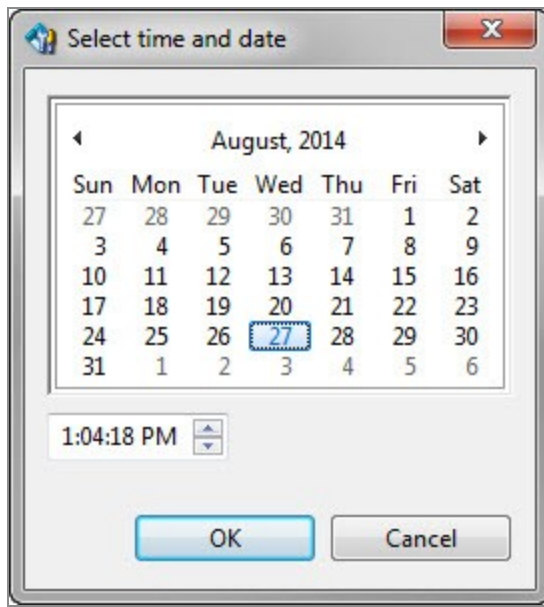 Select time and date
August, 2014
Sun Mon Tue Wed Thu Fri Sat
27 28 29 30 31 1 2
3 4 5 6 7 8 9
10 11 12 13 14 15 16
17 18 19 20 21 22 23
24 25 26 27 28 29 30
31 1 2 3 4 5 6
1:04:18 PM
OK Cancel